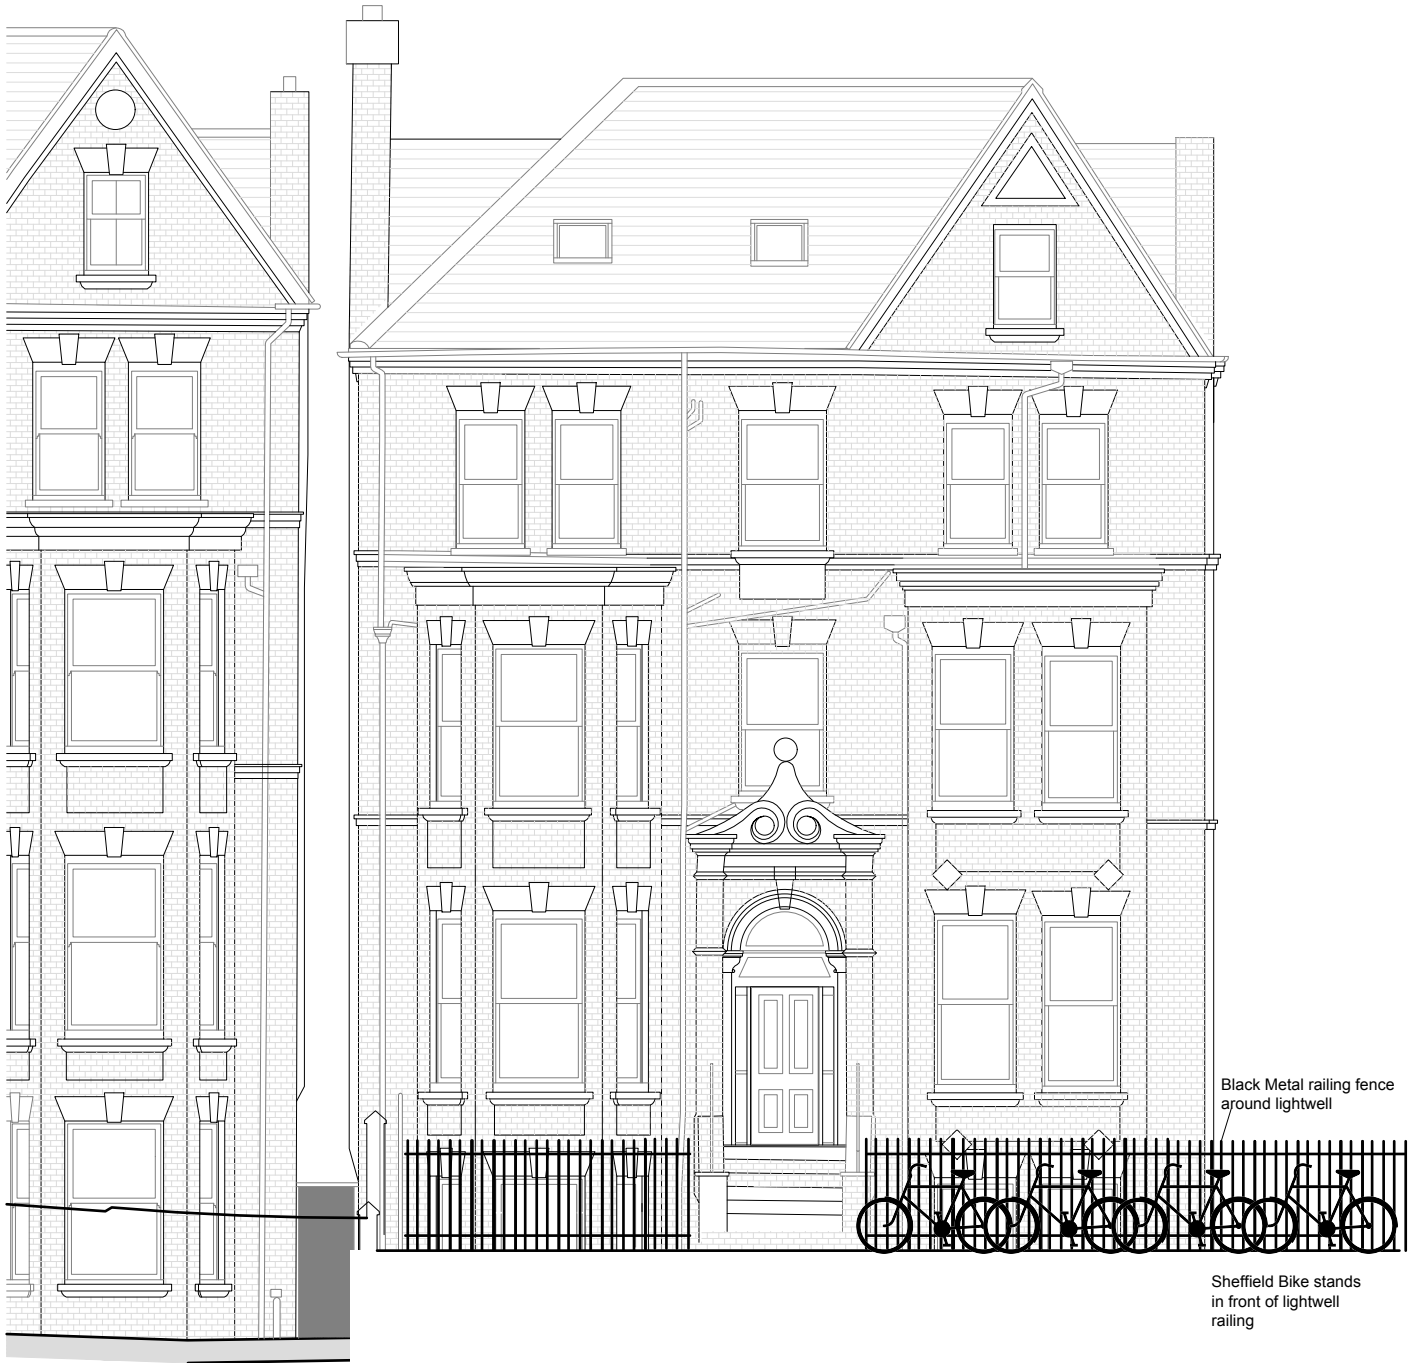 Black Metal railing fence
around lightwell
Sheffield Bike stands
in front of lightwell
railing